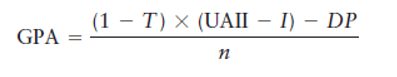 GPA = (1 − T) × (UAII − I) − DP / n